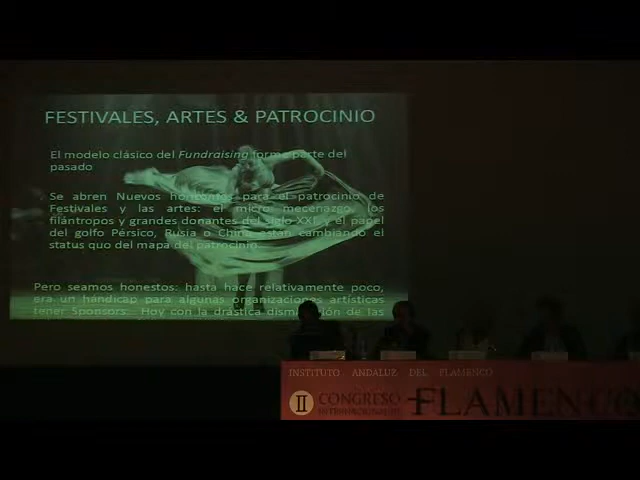 FESTIVALES, ARTES & PATROCINIO
El modelo clásico del Fundraising forma parte del
pasado
Se abren Nuevos horizontes para el patrocinio de
Festivales y las artes: el micro mecenazgo, los
filántropos y grandes donantes del siglo XXI, y el papel
del golfo Pérsico, Rusia o China están cambiando el
status quo del mapa del patrocinio
Pero seamos honestos: hasta hace relativamente poco,
era un hándicap para algunas organizaciones artísticas
tener Sponsors... Hoy con la drástica de las
INSTITUTO ANDALUZ DEL FLAMENCO
II CONGRESO
INTERNACIONAL DE
FLAMENCO